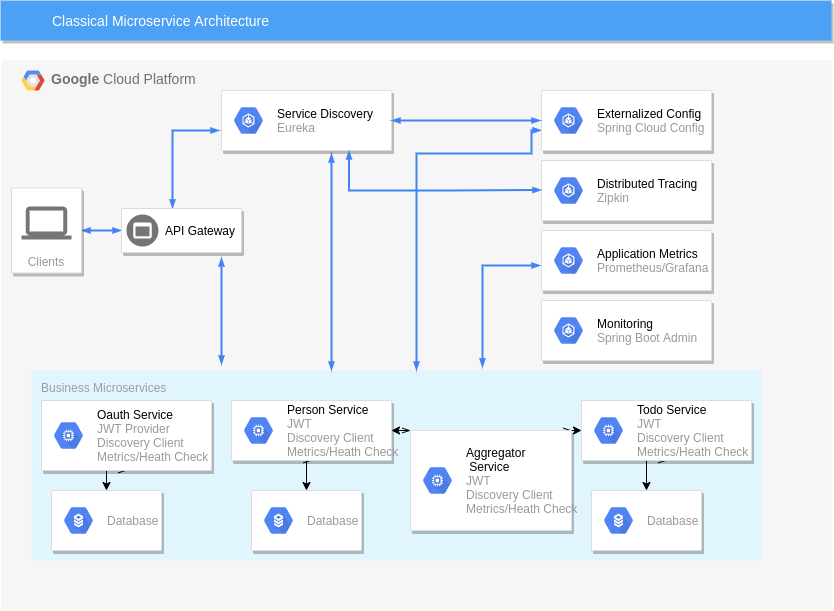 Classical Microservice Architecture
Google Cloud Platform
Service Discovery
Eureka
Externalized Config
Spring Cloud Config
Distributed Tracing
Zipkin
Clients
API Gateway
Application Metrics
Prometheus/Grafana
Monitoring
Spring Boot Admin
Business Microservices
Oauth Service
JWT Provider
Discovery Client
Metrics/Heath Check
Person Service
JWT
Discovery Client
Metrics/Heath Check
Aggregator
Service
JWT
Discovery Client
Metrics/Heath Check
Todo Service
JWT
Discovery Client
Metrics/Heath Check
Database
Database
Database